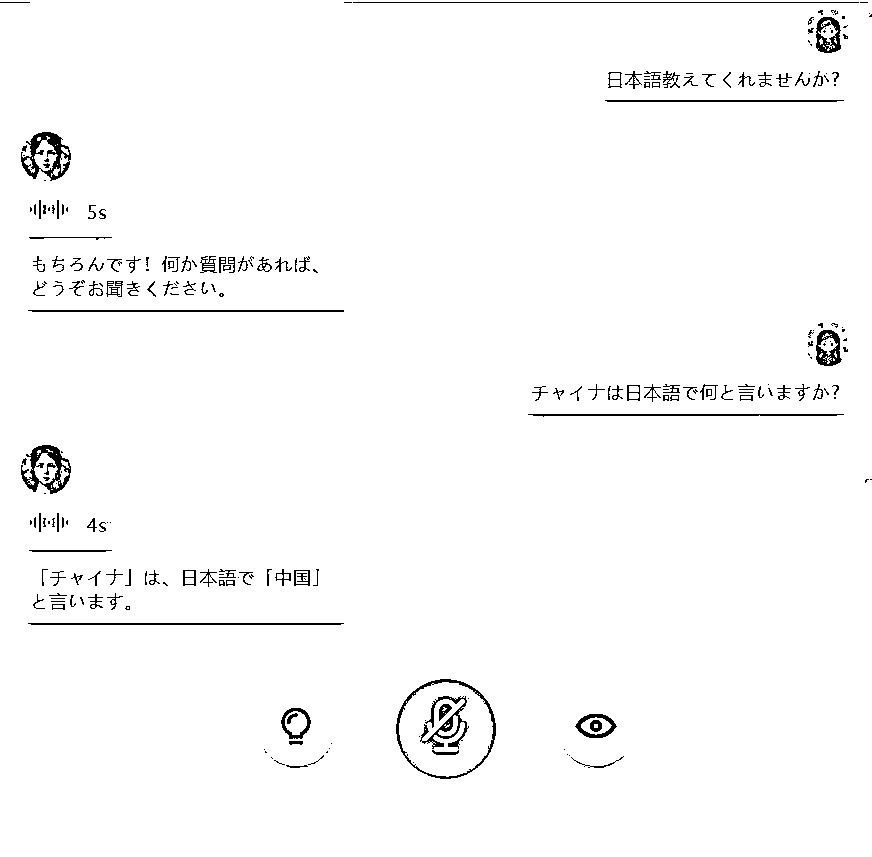 日本語教えてくれませんか?
5s
もちろんです! 何か質問があれば、
どうぞお聞きください。
チャイナは日本語で何と言いますか?
4s
「チャイナ」は、日本語で「中国」
と言います。